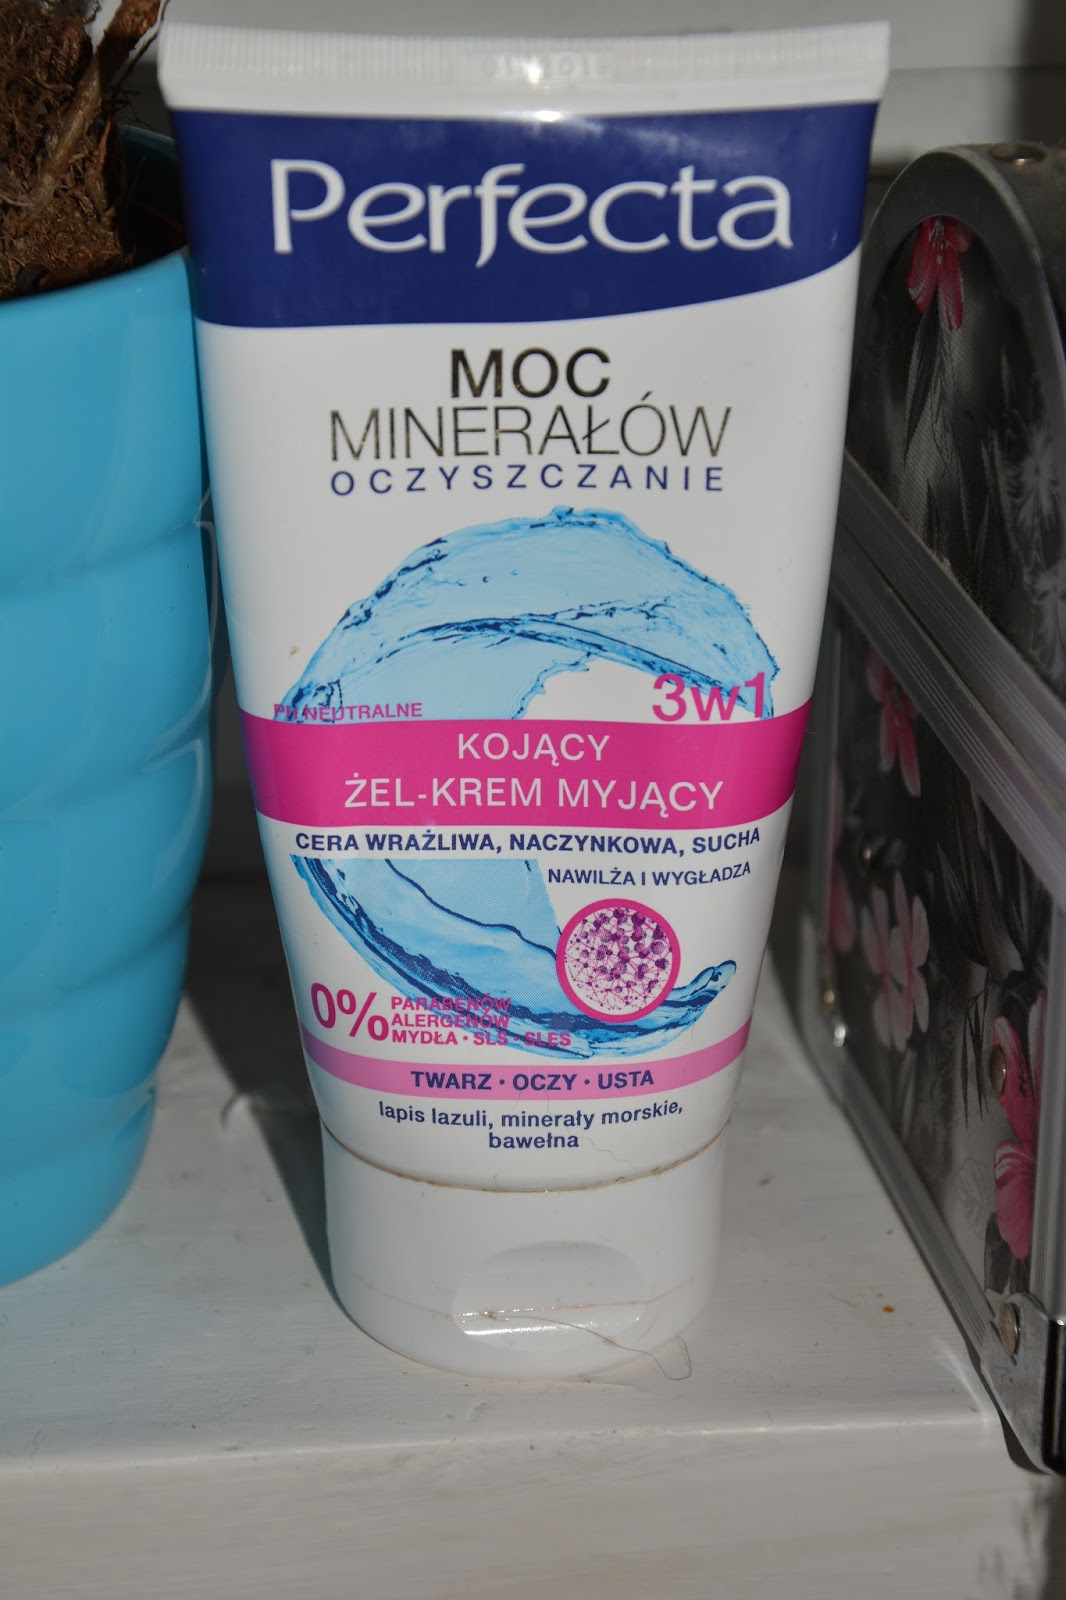 Perfecta
MOC
MINERAŁÓW
OCZYSZCZANIE
PH NEUTRALNE
3w1
KOJĄCY
ŻEL-KREM MYJĄCY
CERA WRAŻLIWA, NACZYNKOWA, SUCHA
NAWILŻA I WYGŁADZA
0% PARABENÓW
ALERGENÓW
MYDŁA • SLS • SLES
TWARZ • OCZY • USTA
lapis lazuli, minerały morskie,
bawełna